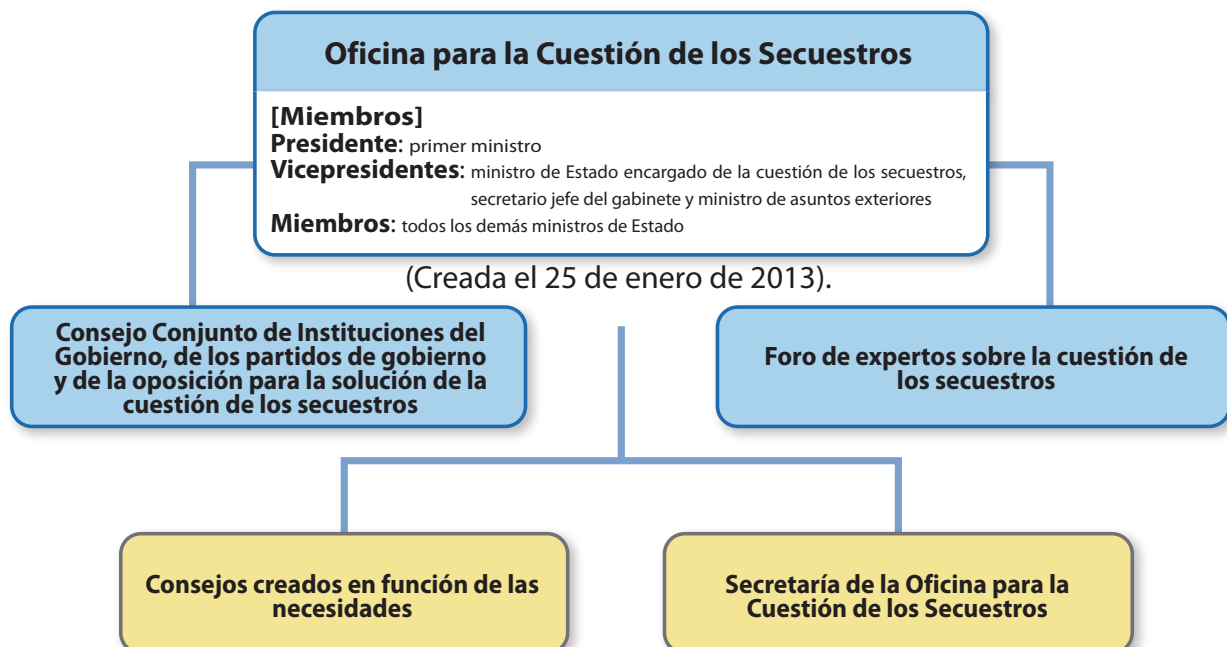 Oficina para la Cuestión de los Secuestros
[Miembros]
Presidente: primer ministro
Vicepresidentes: ministro de Estado encargado de la cuestión de los secuestros,
secretario jefe del gabinete y ministro de asuntos exteriores
Miembros: todos los demás ministros de Estado
(Creada el 25 de enero de 2013).
Consejo Conjunto de Instituciones del
Gobierno, de los partidos de gobierno
y de la oposición para la solución de la
cuestión de los secuestros
Foro de expertos sobre la cuestión de
los secuestros
Consejos creados en función de las
necesidades
Secretaría de la Oficina para la
Cuestión de los Secuestros